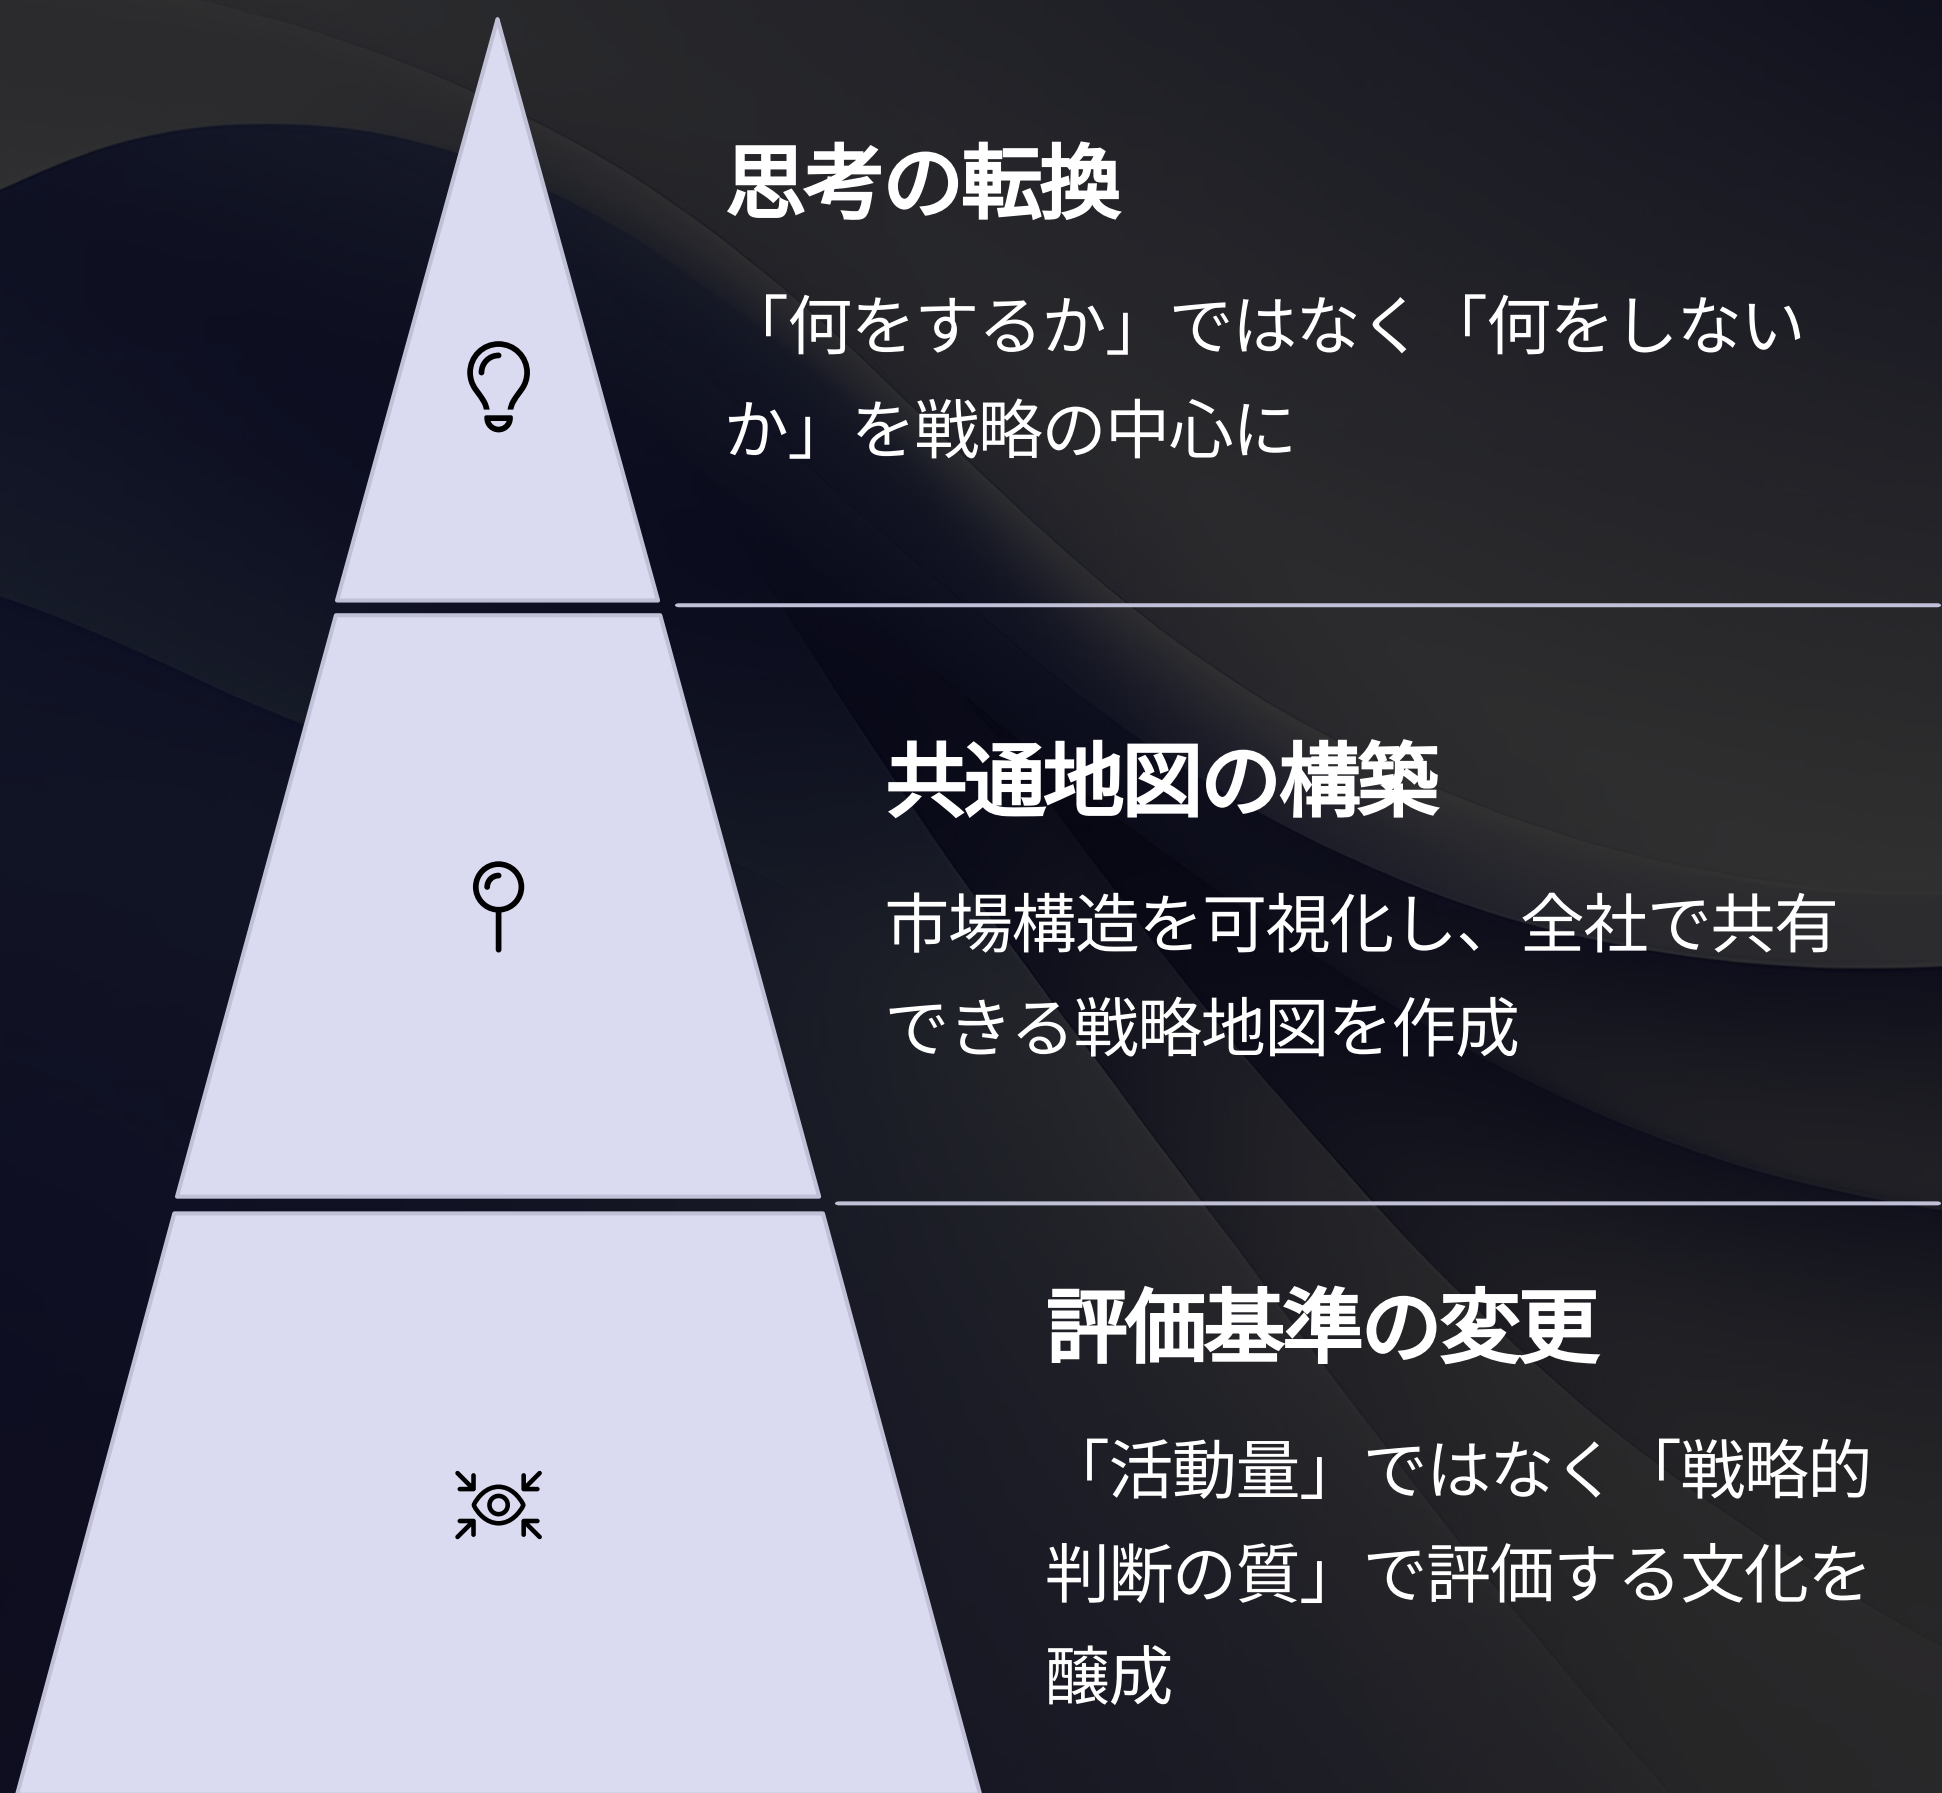 思考の転換
「何をするか」ではなく「何をしない
か」を戦略の中心に
共通地図の構築
市場構造を可視化し、全社で共有
できる戦略地図を作成
評価基準の変更
「活動量」ではなく「戦略的
判断の質」で評価する文化を
醸成